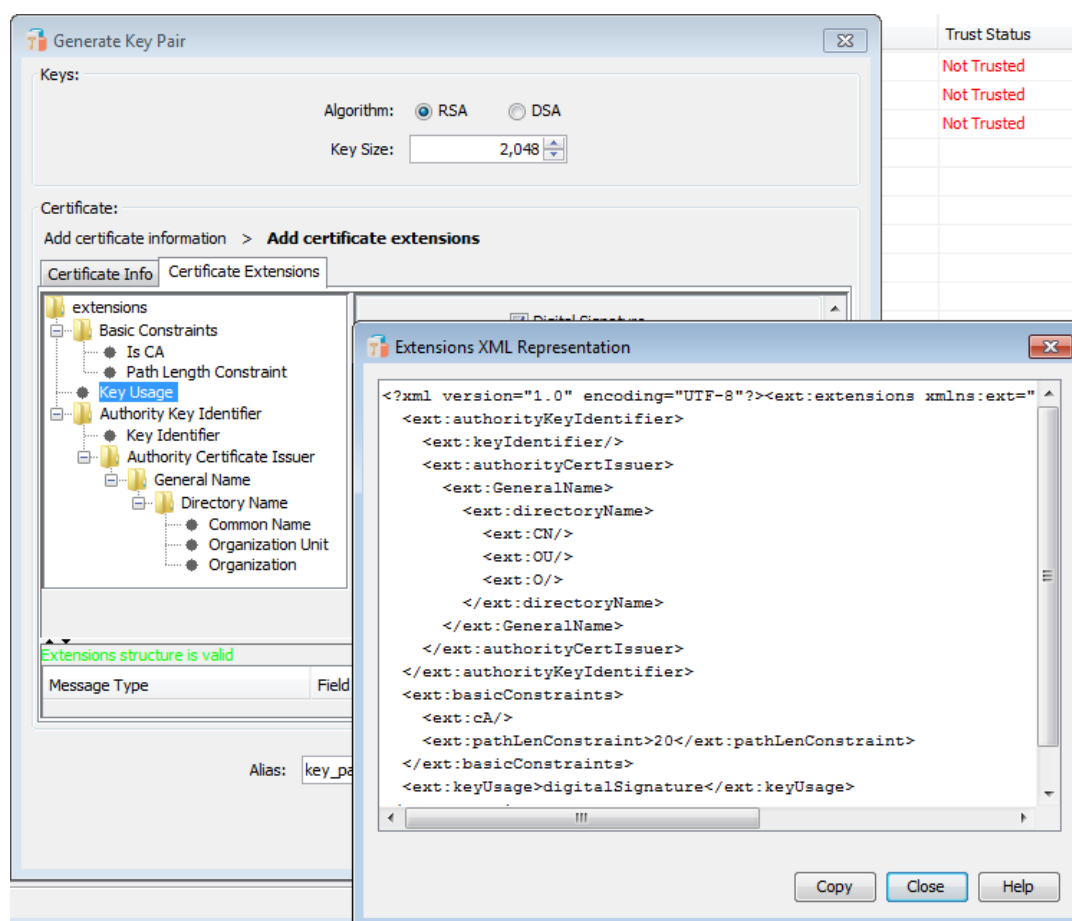 Generate Key Pair
Trust Status
Not Trusted
Not Trusted
Not Trusted
Keys:
Algorithm: RSA DSA
Key Size: 2,048
Certificate:
Add certificate information > Add certificate extensions
Certificate Info Certificate Extensions
extensions
Basic Constraints
Is CA
Path Length Constraint
Key Usage
Authority Key Identifier
Key Identifier
Authority Certificate Issuer
General Name
Directory Name
Common Name
Organization Unit
Organization
Digital Signature
Extensions structure is valid
Message Type Field
Alias: key_pa
Extensions XML Representation
<?xml version="1.0" encoding="UTF-8"?><ext:extensions xmlns:ext="
<ext:authorityKeyIdentifier>
<ext:keyIdentifier/>
<ext:authorityCertIssuer>
<ext:GeneralName>
<ext:directoryName>
<ext:CN/>
<ext:OU/>
<ext:O/>
</ext:directoryName>
</ext:GeneralName>
</ext:authorityCertIssuer>
</ext:authorityKeyIdentifier>
<ext:basicConstraints>
<ext:cA/>
<ext:pathLenConstraint>20</ext:pathLenConstraint>
</ext:basicConstraints>
<ext:keyUsage>digitalSignature</ext:keyUsage>
Copy Close Help